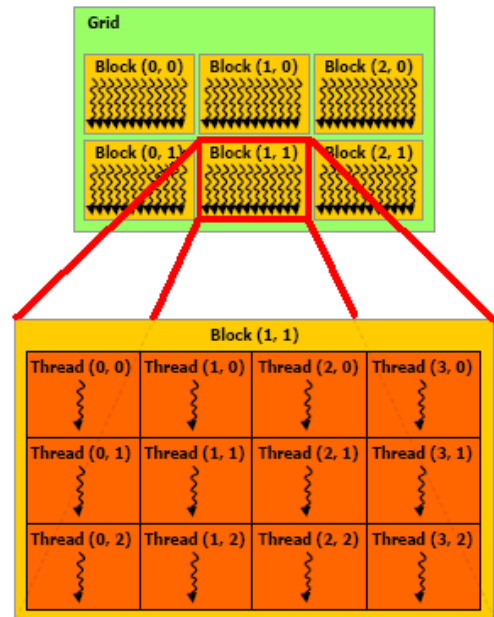 Grid
Block (0, 0) Block (1, 0) Block (2, 0)
Block (0, 1) Block (1, 1) Block (2, 1)
Block (1, 1)
Thread (0, 0) Thread (1, 0) Thread (2, 0) Thread (3, 0)
Thread (0, 1) Thread (1, 1) Thread (2, 1) Thread (3, 1)
Thread (0, 2) Thread (1, 2) Thread (2, 2) Thread (3, 2)